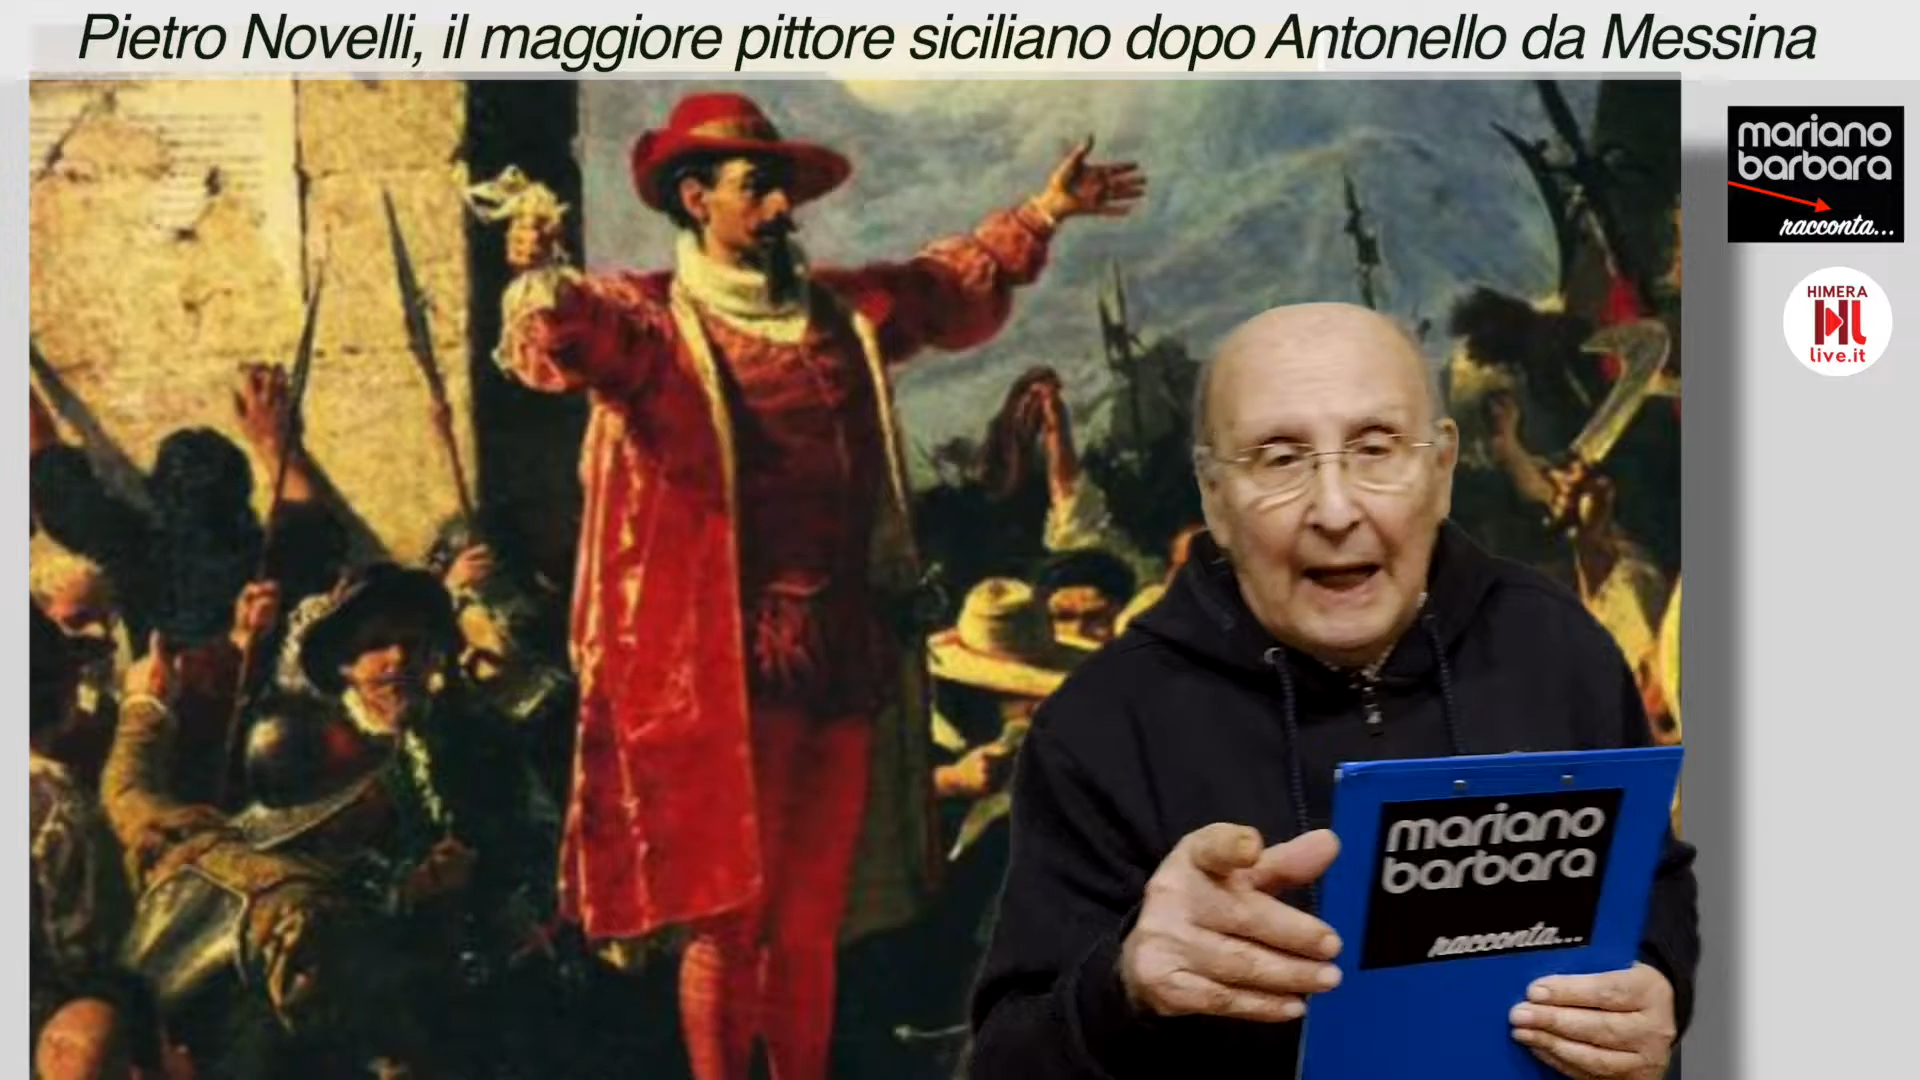 Pietro Novelli, il maggiore pittore siciliano dopo Antonello da Messina
mariano
barbara
racconta...
HIMERA
HL
live.it
mariano
barbara
racconta...